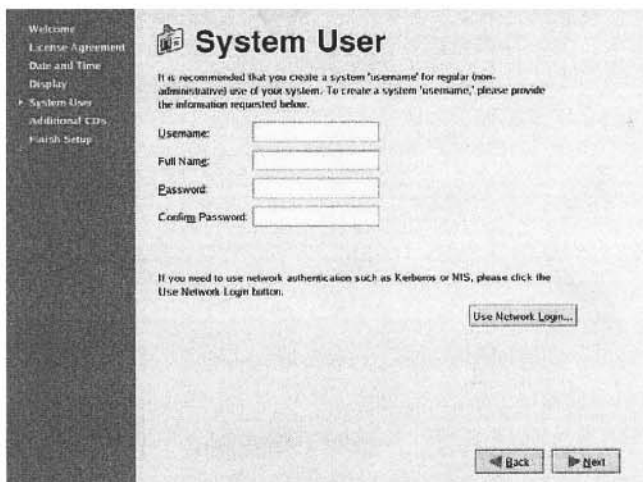 Welcome
License Agreement
Date and Time
Display
System User
Additional CDs
Finish Setup
System User
It is recommended that you create a system 'username' for regular (non-
administrative) use of your system. To create a system 'username,' please provide
the information requested below.
Username:
Full Name:
Password:
Confirm Password:
If you need to use network authentication such as Kerberos or NIS, please click the
Use Network Login button.
Use Network Login...
Back
Next